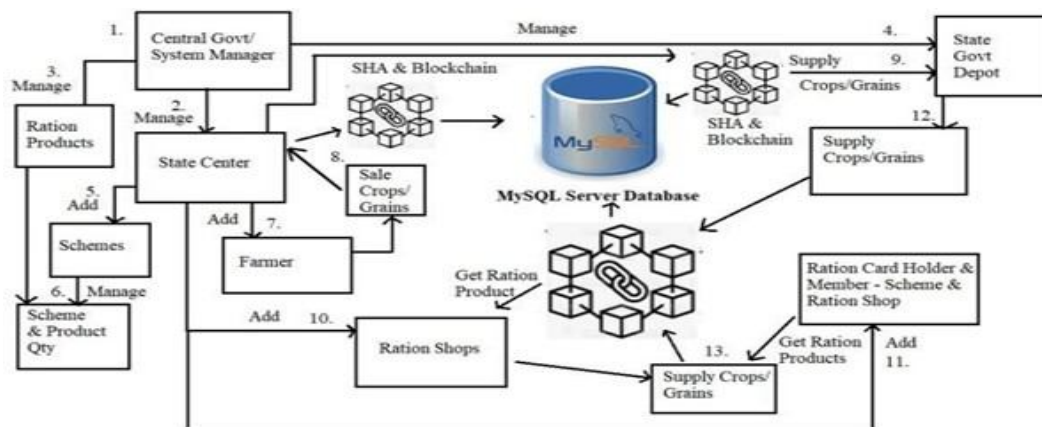 1.
Central Govt/
System Manager
Manage
4.
State
Govt
Depot
3.
Manage
SHA & Blockchain
Supply
9.
Crops/Grains
2.
Manage
Ration
Products
State Center
SHA &
Blockchain
12.
Supply
Crops/Grains
MySQL
8.
Sale
Crops/
Grains
MySQL Server Database
5.
Add
Add
7.
Schemes
Farmer
Get Ration
Product
Ration Card Holder &
Member - Scheme &
Ration Shop
6.
Manage
Scheme
& Product
Qty
Add
10.
Ration Shops
13.
Get Ration
Products
Add
11.
Supply Crops/
Grains